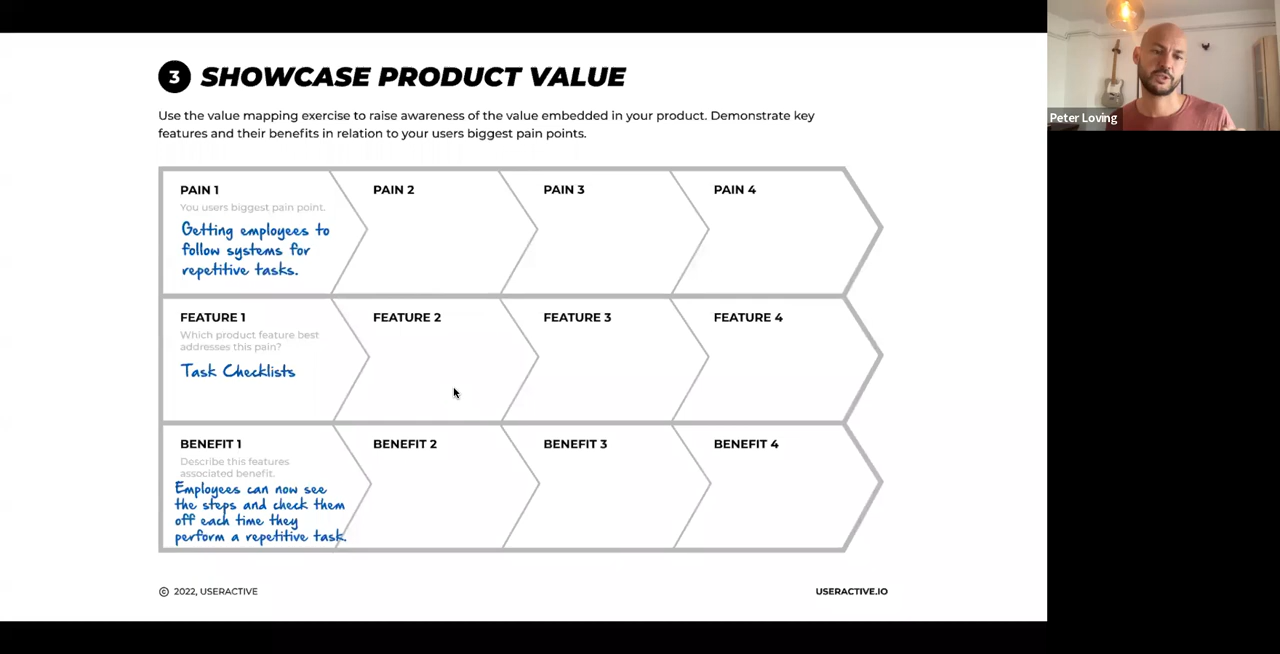 3 SHOWCASE PRODUCT VALUE
Use the value mapping exercise to raise awareness of the value embedded in your product. Demonstrate key
features and their benefits in relation to your users biggest pain points.
PAIN 1
You users biggest pain point.
Getting employees to
follow systems for
repetitive tasks.
PAIN 2
PAIN 3
PAIN 4
FEATURE 1
Which product feature best
addresses this pain?
Task Checklists
FEATURE 2
FEATURE 3
FEATURE 4
BENEFIT 1
Describe this features
associated benefit.
Employees can now see
the steps and check them
off each time they
perform a repetitive task.
BENEFIT 2
BENEFIT 3
BENEFIT 4
© 2022, USERACTIVE
USERACTIVE.IO
Peter Loving